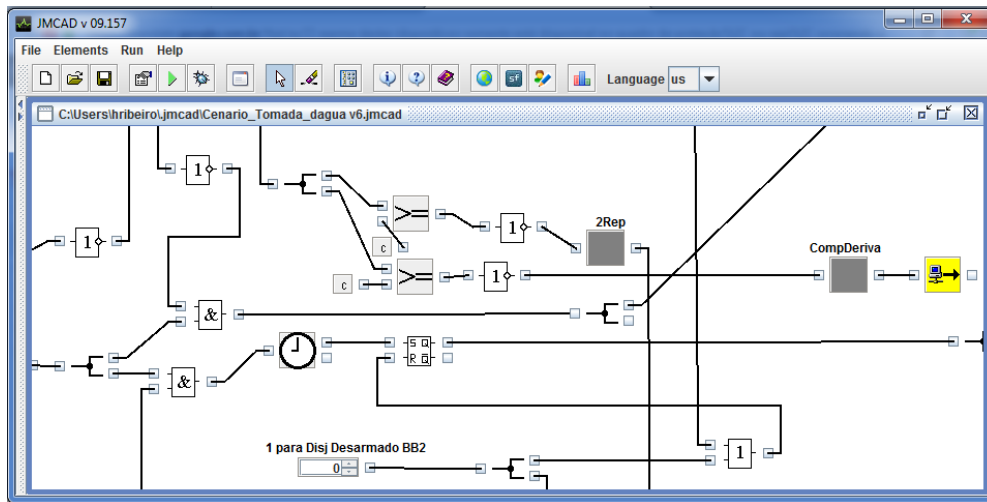 JMCAD v 09.157
File Elements Run Help
Language us
C:\Users\hribeiro\.jmcad\Cenario_Tomada_dagua v6.jmcad
1
1
>=
1
2Rep
c
>=
1
CompDeriva
c
&
S Q
R Q
&
1 para Disj Desarmado BB2
0
1